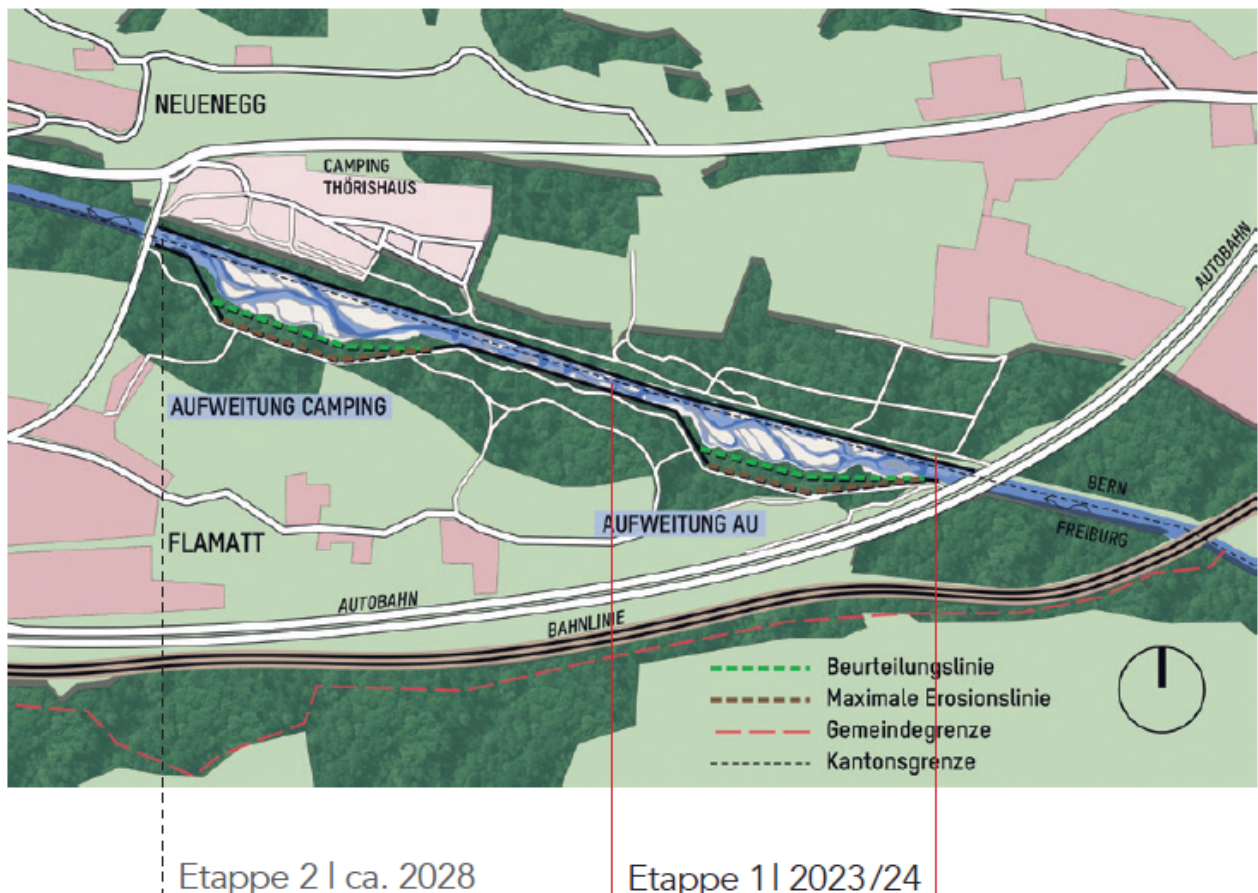 NEUENEGG
CAMPING
THÖRISHAUS
AUTOBAHN
AUFWEITUNG CAMPING
BERN
FREIBURG
AUFWEITUNG AU
FLAMATT
AUTOBAHN
BAHNLINIE
Beurteilungslinie
Maximale Erosionslinie
Gemeindegrenze
Kantonsgrenze
Etappe 2 | ca. 2028
Etappe 1 | 2023/24